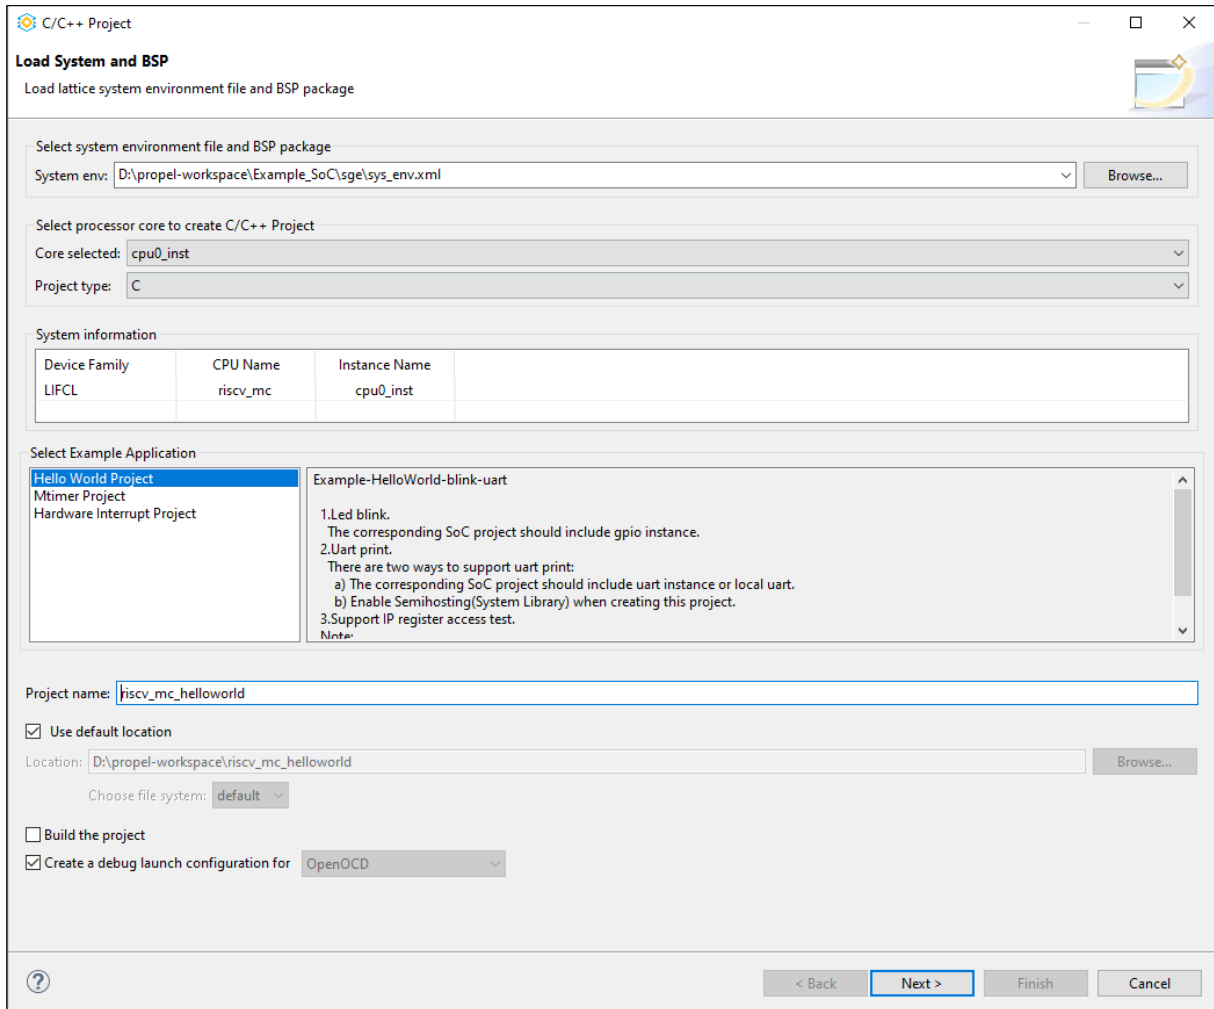 C/C++ Project
Load System and BSP
Load lattice system environment file and BSP package
Select system environment file and BSP package
System env: D:\propel-workspace\Example_SoC\sge\sys_env.xml Browse...
Select processor core to create C/C++ Project
Core selected: cpu0_inst
Project type: C
System information
Device Family CPU Name Instance Name
LIFCL riscv_mc cpu0_inst
Select Example Application
Hello World Project
Mtimer Project
Hardware Interrupt Project
Example-HelloWorld-blink-uart
1.Led blink.
The corresponding SoC project should include gpio instance.
2.Uart print.
There are two ways to support uart print:
a) The corresponding SoC project should include uart instance or local uart.
b) Enable Semihosting(System Library) when creating this project.
3.Support IP register access test.
Note:
Project name: riscv_mc_helloworld
Use default location
Location: D:\propel-workspace\riscv_mc_helloworld Browse...
Choose file system: default
Build the project
Create a debug launch configuration for OpenOCD
? < Back Next > Finish Cancel